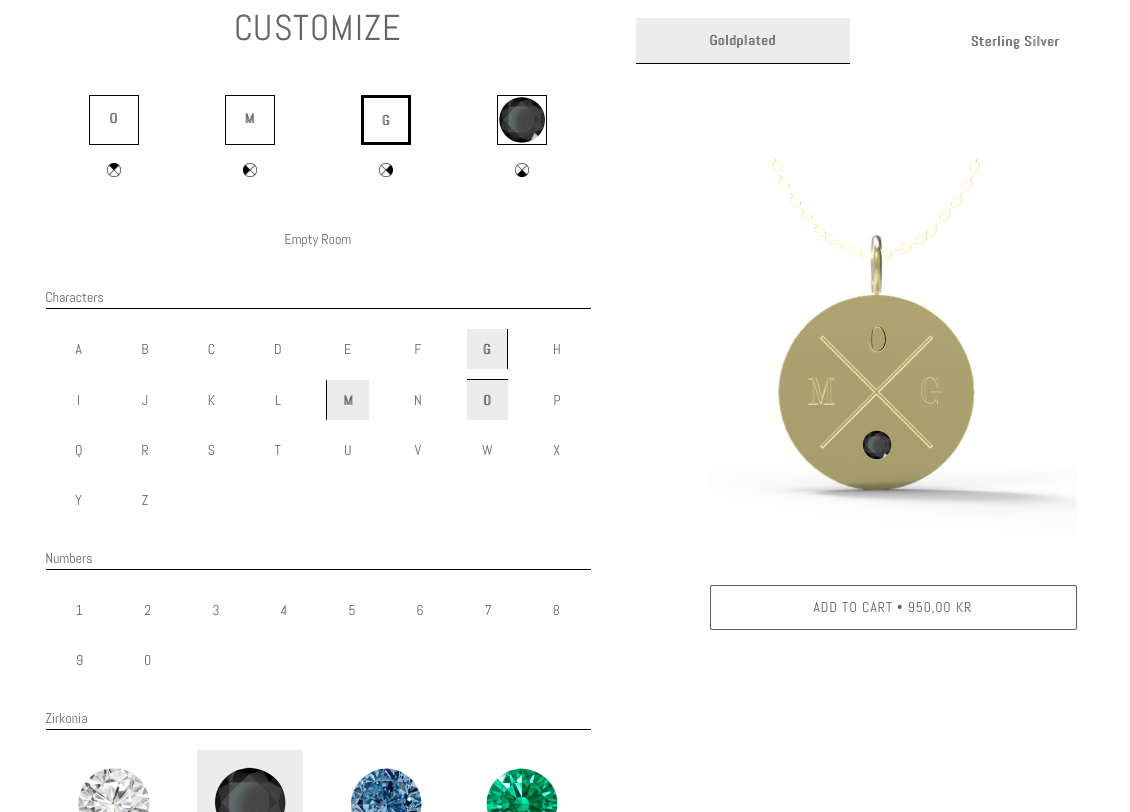 CUSTOMIZE
O M G
Empty Room
Characters
A B C D E F G H
I J K L M N O P
Q R S T U V W X
Y Z
Numbers
1 2 3 4 5 6 7 8
9 0
Zirkonia
Goldplated Sterling Silver
O
M G
ADD TO CART • 950,00 KR